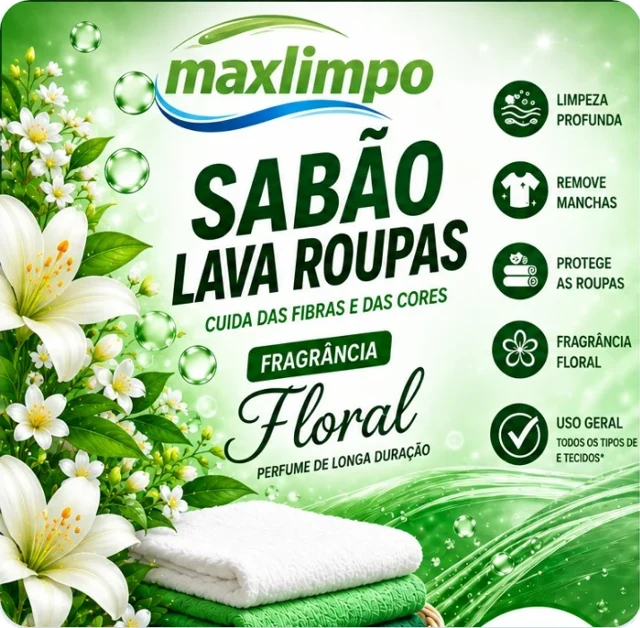 maxlimpo
SABÃO
LAVA ROUPAS
CUIDA DAS FIBRAS E DAS CORES
FRAGRÂNCIA
Floral
PERFUME DE LONGA DURAÇÃO
LIMPEZA
PROFUNDA
REMOVE
MANCHAS
PROTEGE
AS ROUPAS
FRAGRÂNCIA
FLORAL
USO GERAL
TODOS OS TIPOS DE
E TECIDOS*